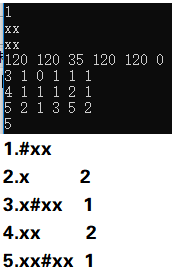 1
xx
xx
120 120 35 120 120 0
3 1 0 1 1 1
4 1 1 1 2 1
5 2 1 3 5 2
5
1.#xx
2.x 2
3.x#xx 1
4.xx 2
5.xx#xx 1